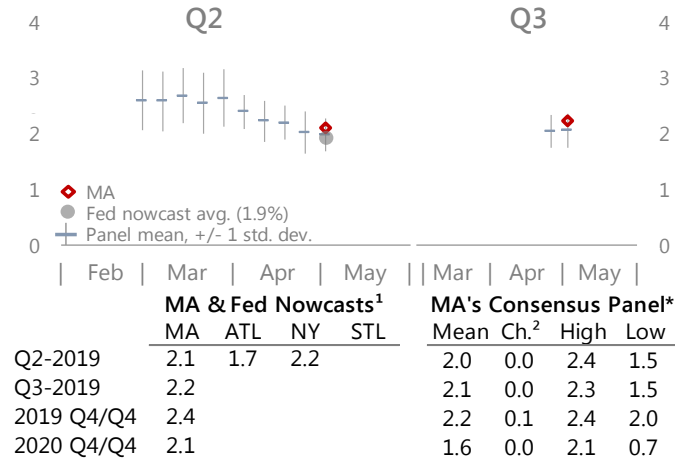 Q2 Q3
4 4
3 3
2 2
1 1
0 0
MA
Fed nowcast avg. (1.9%)
Panel mean, +/- 1 std. dev.
| Feb | Mar | Apr | May || Mar | Apr | May |
MA & Fed Nowcasts¹ MA's Consensus Panel*
MA ATL NY STL Mean Ch.² High Low
Q2-2019 2.1 1.7 2.2 2.0 0.0 2.4 1.5
Q3-2019 2.2 2.1 0.0 2.3 1.5
2019 Q4/Q4 2.4 2.2 0.1 2.4 2.0
2020 Q4/Q4 2.1 1.6 0.0 2.1 0.7